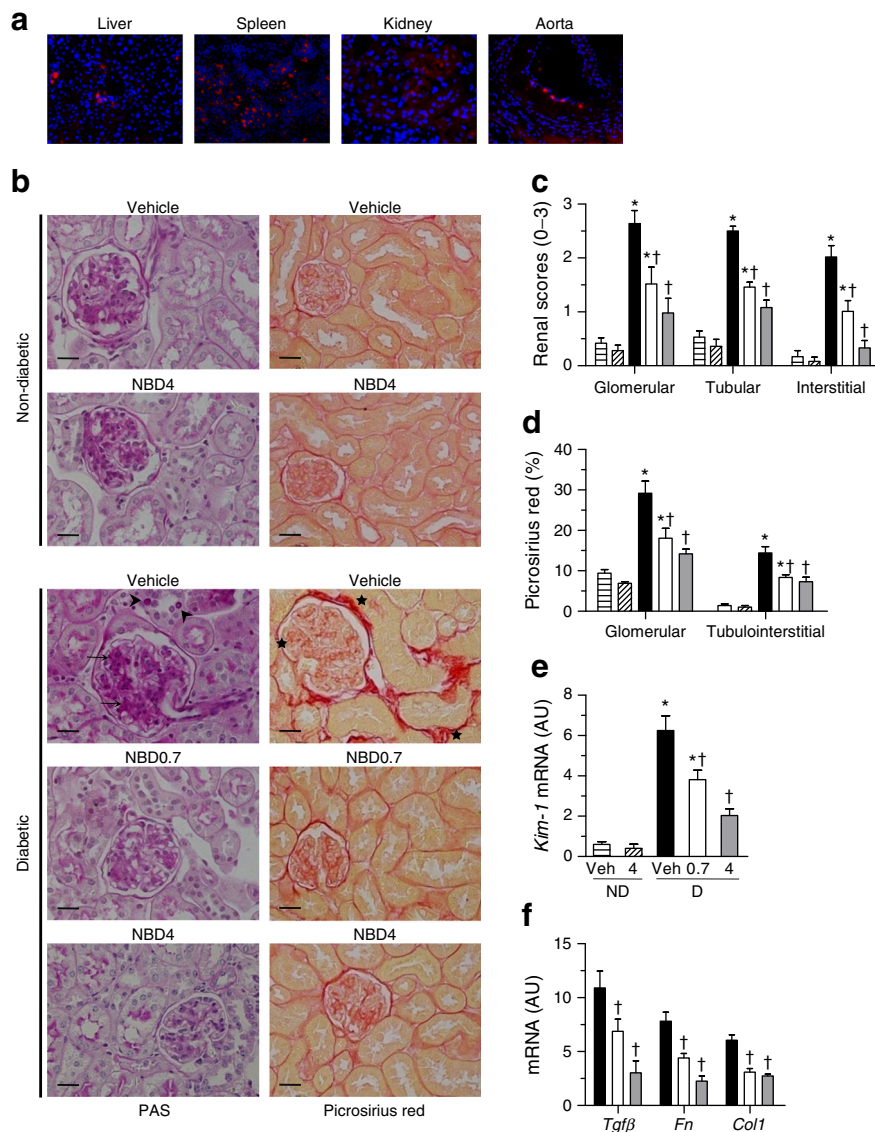 a
Liver Spleen Kidney Aorta
b
Non-diabetic
Vehicle Vehicle
NBD4 NBD4
Diabetic
Vehicle Vehicle
NBD0.7 NBD0.7
NBD4 NBD4
PAS Picrosirius red
c
Renal scores (0–3)
3
2
1
0
* * *
*† *† *†
† † †
Glomerular Tubular Interstitial
d
Picrosirius red (%)
40
30
20
10
0
* *
*† † *† †
Glomerular Tubulointerstitial
e
Kim-1 mRNA (AU)
8
6
4
2
0
*
*†
†
Veh 4 Veh 0.7 4
ND D
f
mRNA (AU)
15
10
5
0
† † † † † †
Tgfβ Fn Col1